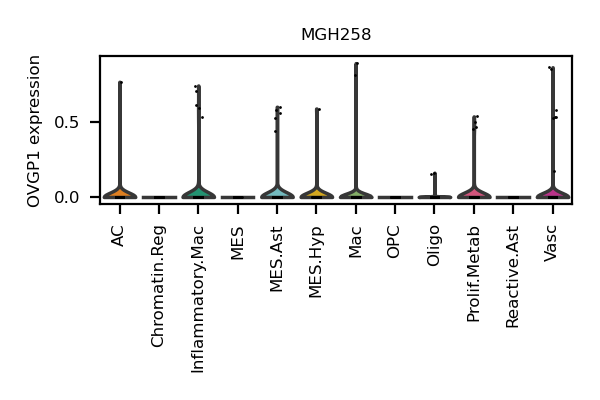 MGH258
OVGP1 expression
0.5
0.0
AC
Chromatin.Reg
Inflammatory.Mac
MES
MES.Ast
MES.Hyp
Mac
OPC
Oligo
Prolif.Metab
Reactive.Ast
Vasc